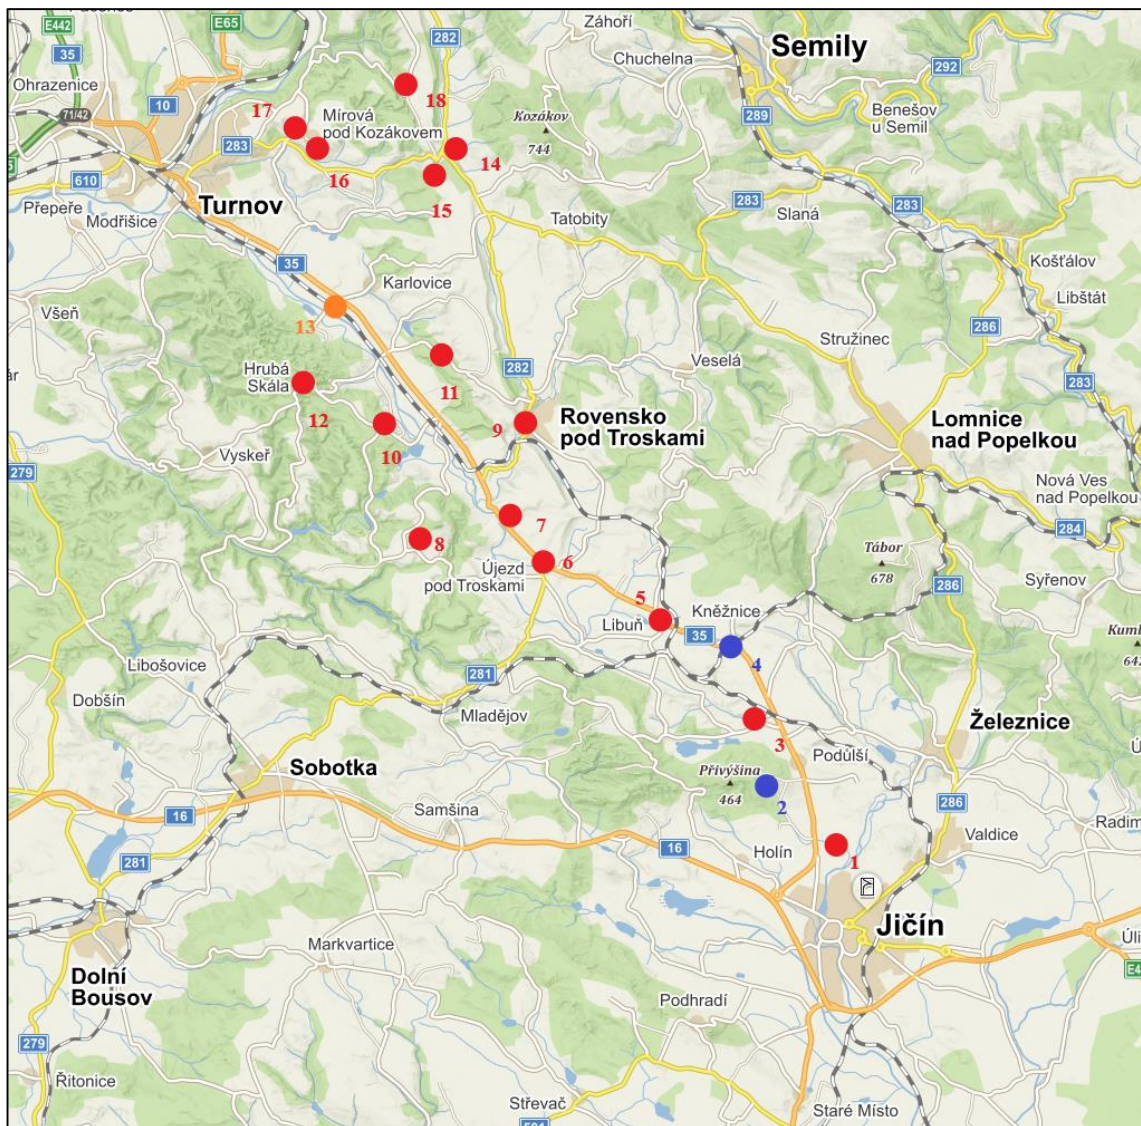 E442
E65
282
Záhoří
Semily
35
Chuchelna
292
Ohrazenice
18
Benešov
u Semil
71/42
10
17
Mírová
pod Kozákovem
Kozákov
744
289
283
14
16
610
15
Turnov
Přepeře
Modřišice
Tatobity
283
Slaná
283
Košťálov
35
Karlovice
Všeň
13
Libštát
286
Stružinec
Hrubá
Skála
11
282
Veselá
283
12
9
Rovensko
pod Troskami
Lomnice
nad Popelkou
10
Vyskeř
279
Nová Ves
nad Popelkou
7
284
8
Tábor
678
6
Újezd
pod Troskami
286
Syřenov
5
Kněžnice
Libuň
35
4
642
Libošovice
281
Dobšín
Mladějov
3
Železnice
Podůlší
Sobotka
Přivýšina
464
2
16
Samšina
286
Valdice
16
Holín
1
281
Jičín
Markvartice
Dolní
Bousov
Podhradí
279
Řitonice
Střevač
Staré Místo